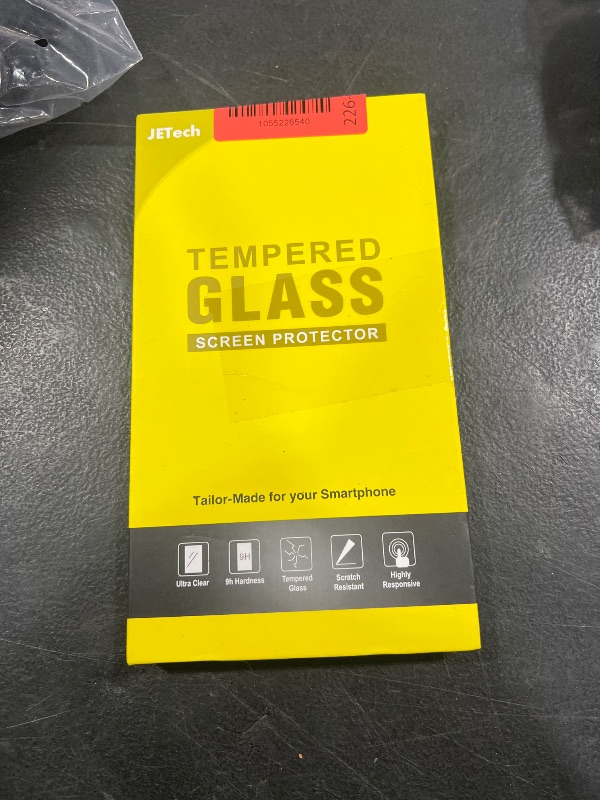 JETech
1055228540
226-
TEMPERED
GLASS
SCREEN PROTECTOR
Tailor-Made for your Smartphone
9H
Ultra Clear
9h Hardness
Tempered
Glass
Scratch
Resistant
Highly
Responsive